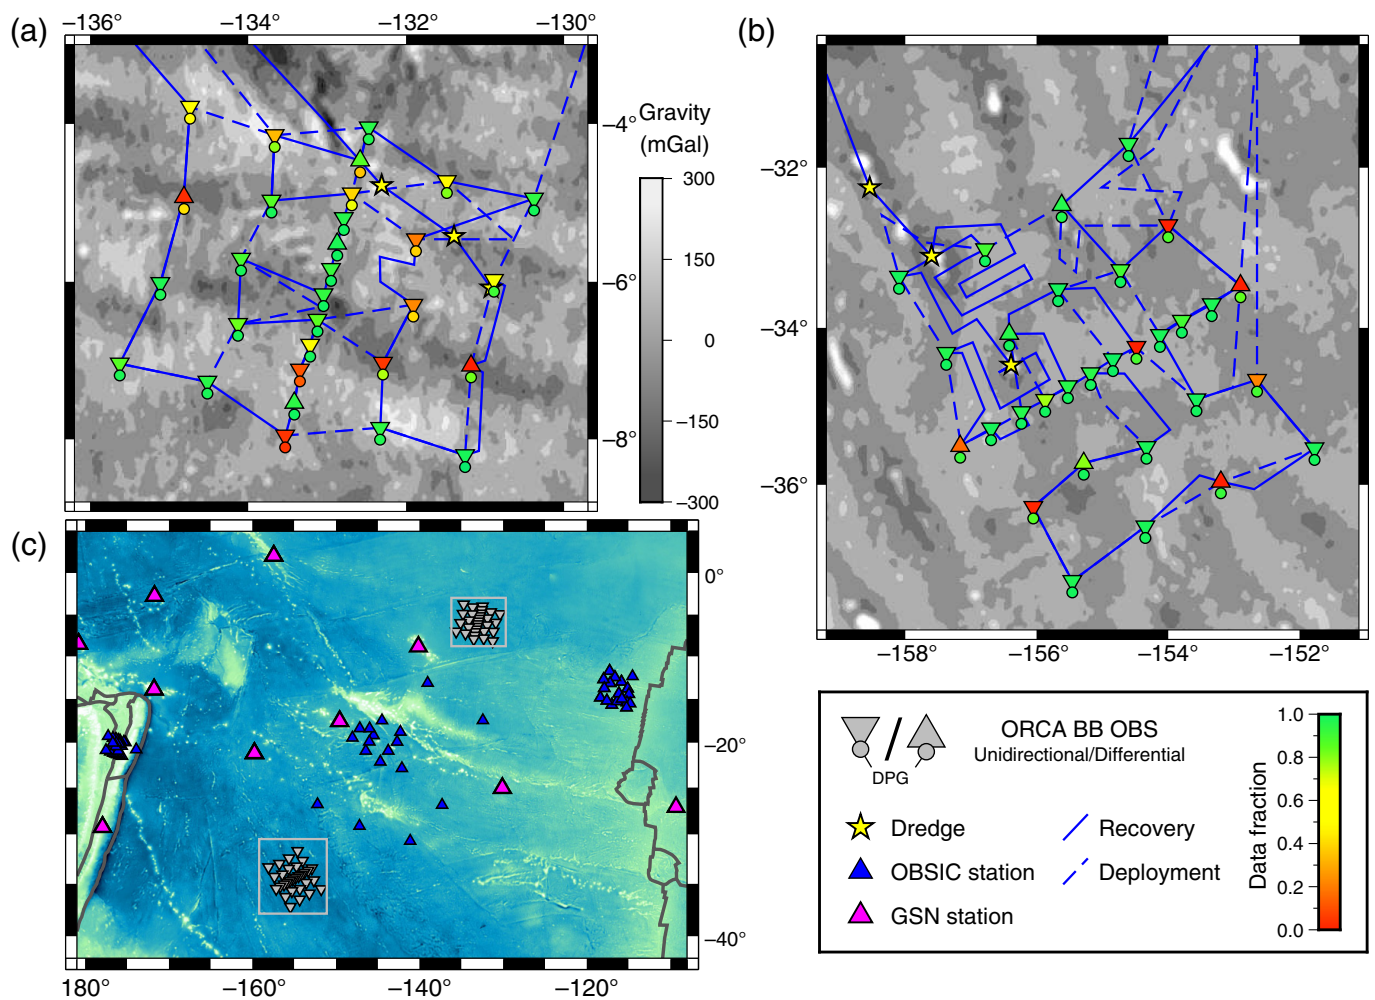 (a)
−136°
−134°
−132°
−130°
−4°
−6°
−8°
Gravity
(mGal)
300
150
0
−150
−300
(b)
−32°
−34°
−36°
−158°
−156°
−154°
−152°
(c)
0°
−20°
−40°
180°
−160°
−140°
−120°
ORCA BB OBS
Unidirectional/Differential
DPG
Dredge
OBSIC station
GSN station
Recovery
Deployment
Data fraction
1.0
0.8
0.6
0.4
0.2
0.0